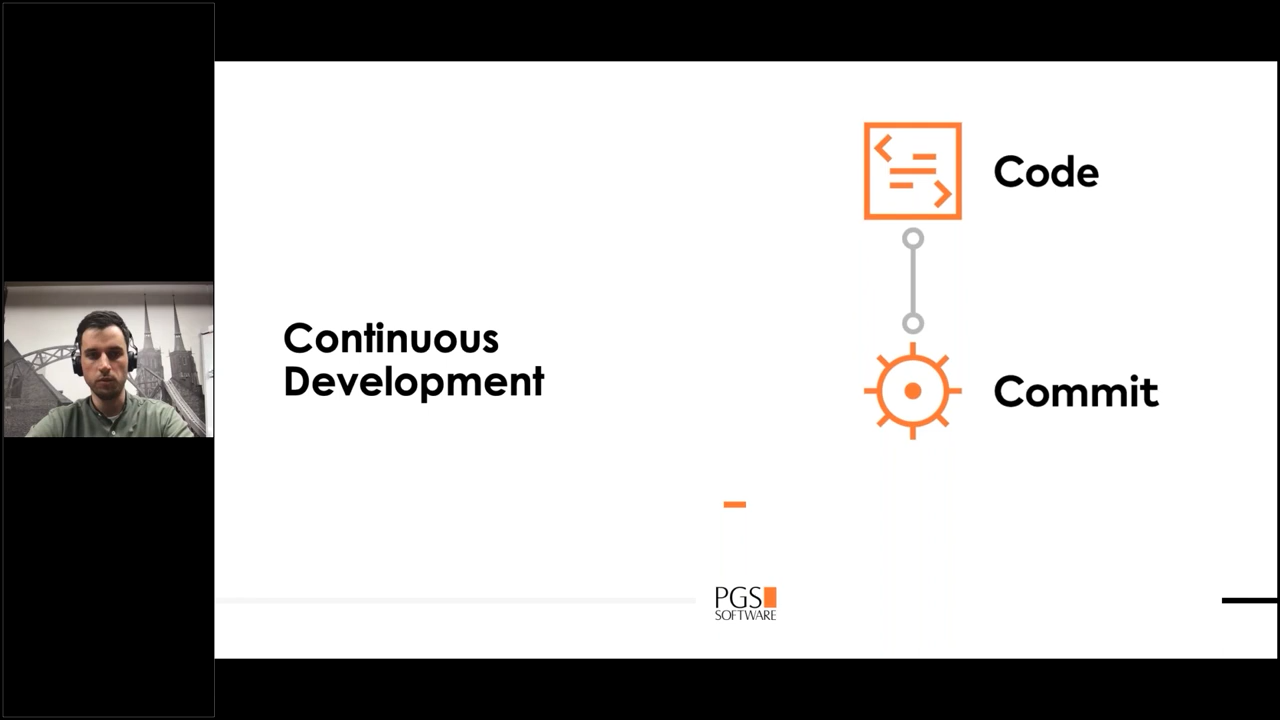 Continuous
Development
Code
Commit
PGS
SOFTWARE